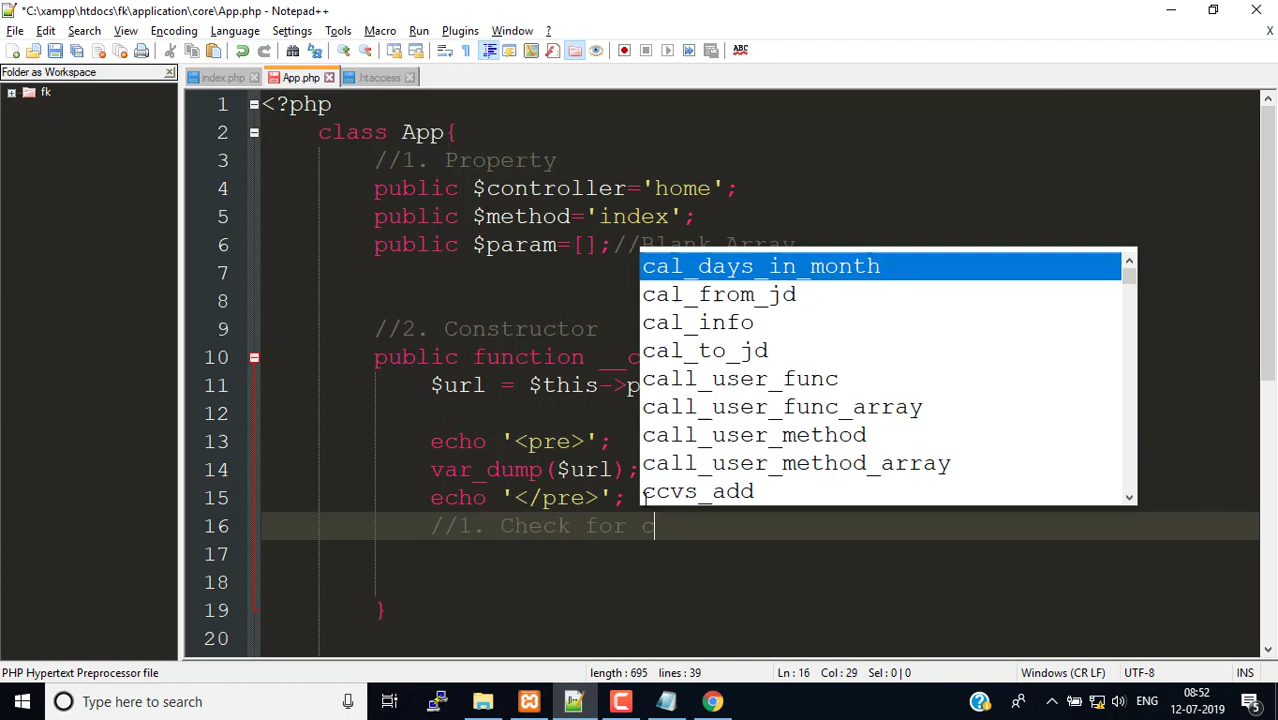 *C:\xampp\htdocs\fk\application\core\App.php - Notepad++
File Edit Search View Encoding Language Settings Tools Macro Run Plugins Window ? X
Folder as Workspace
index.php App.php htaccess
fk
1 <?php
2 class App{
3 //1. Property
4 public $controller='home';
5 public $method='index';
6 public $param=[];//Blank Array
7
8
9 //2. Constructor
10 public function __c
11 $url = $this->p
12
13 echo '<pre>';
14 var_dump($url);
15 echo '</pre>';
16 //1. Check for c
17
18
19 }
20
cal_days_in_month
cal_from_jd
cal_info
cal_to_jd
call_user_func
call_user_func_array
call_user_method
call_user_method_array
ccvs_add
PHP Hypertext Preprocessor file length : 695 lines : 39 Ln : 16 Col : 29 Sel : 0 | 0 Windows (CR LF) UTF-8 INS
Type here to search
ENG
08:52
12-07-2019
5